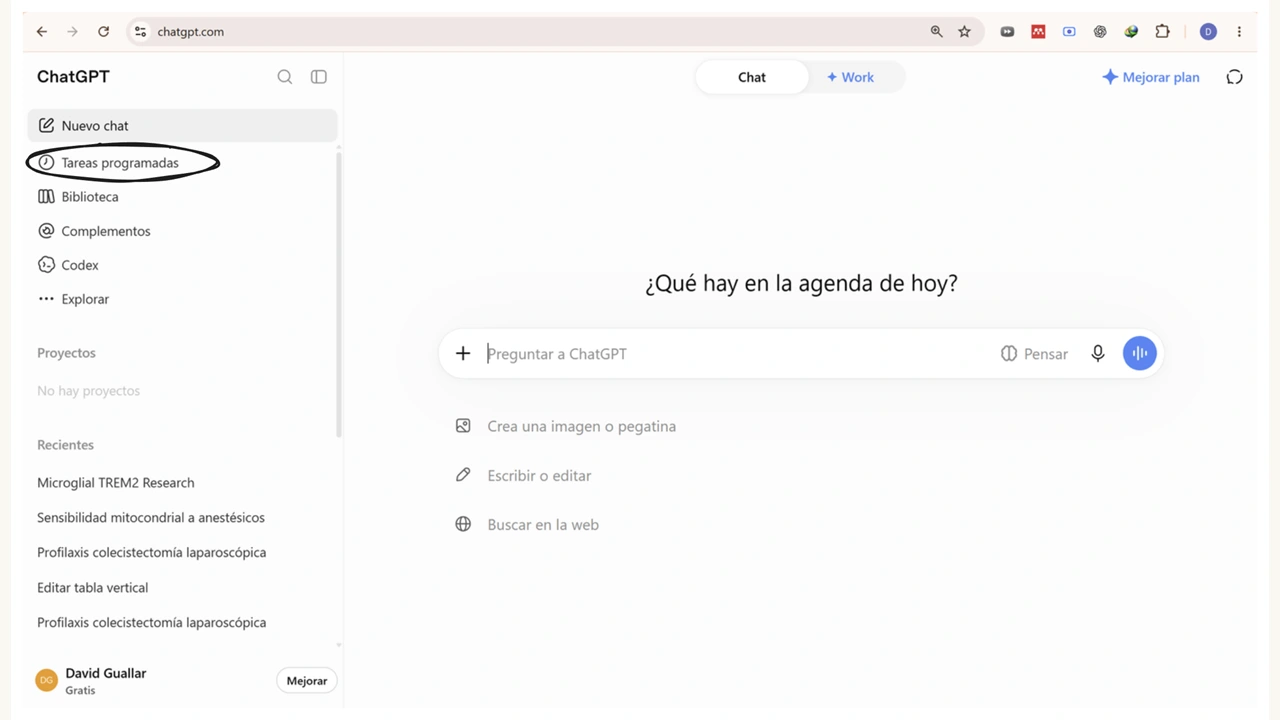 chatgpt.com
D
ChatGPT
Chat
Work
Mejorar plan
Nuevo chat
Tareas programadas
Biblioteca
Complementos
Codex
Explorar
Proyectos
No hay proyectos
Recientes
Microglial TREM2 Research
Sensibilidad mitocondrial a anestésicos
Profilaxis colecistectomía laparoscópica
Editar tabla vertical
Profilaxis colecistectomía laparoscópica
DG
David Guallar
Gratis
Mejorar
¿Qué hay en la agenda de hoy?
Preguntar a ChatGPT
Pensar
Crea una imagen o pegatina
Escribir o editar
Buscar en la web